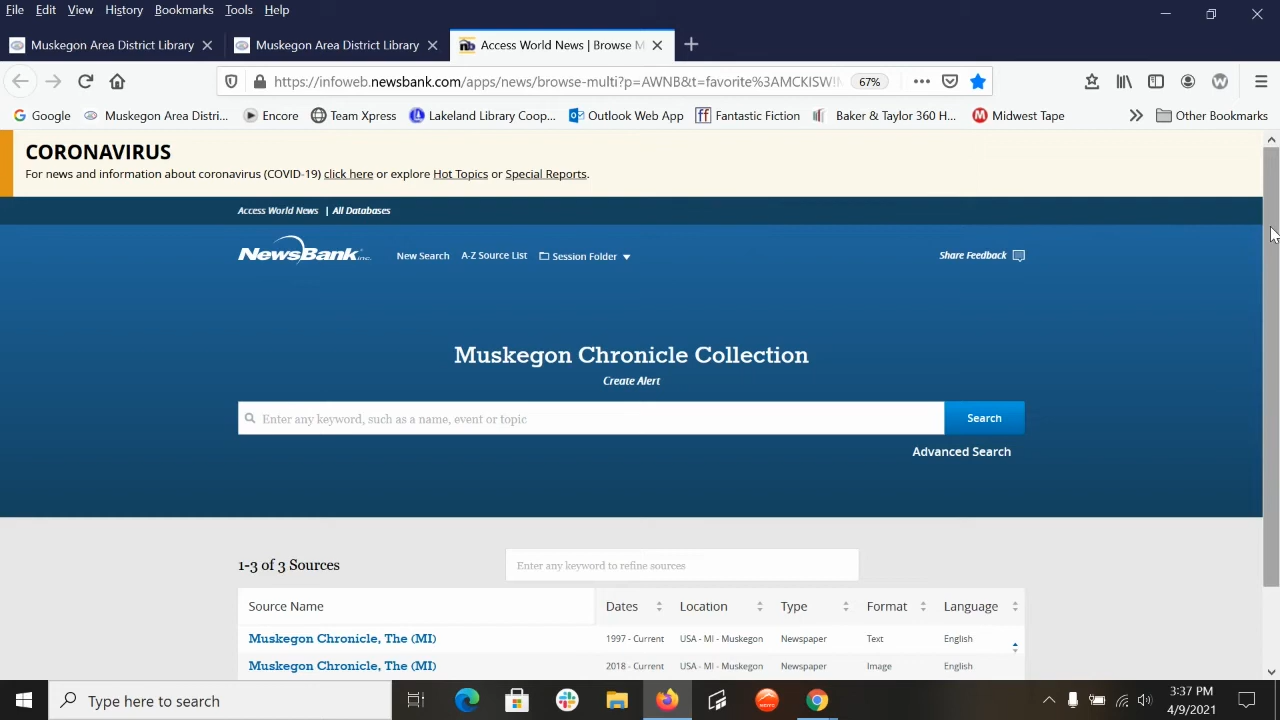 File Edit View History Bookmarks Tools Help
Muskegon Area District Library Muskegon Area District Library Access World News | Browse M
https://infoweb.newsbank.com/apps/news/browse-multi?p=AWNB&t=favorite%3AMCKISWI 67%
Google Muskegon Area Distri... Encore Team Xpress Lakeland Library Coop... Outlook Web App Fantastic Fiction Baker & Taylor 360 H... Midwest Tape Other Bookmarks
CORONAVIRUS
For news and information about coronavirus (COVID-19) click here or explore Hot Topics or Special Reports.
Access World News | All Databases
NewsBank inc. New Search A-Z Source List Session Folder Share Feedback
Muskegon Chronicle Collection
Create Alert
Enter any keyword, such as a name, event or topic Search
Advanced Search
1-3 of 3 Sources Enter any keyword to refine sources
Source Name Dates Location Type Format Language
Muskegon Chronicle, The (MI) 1997 - Current USA - MI - Muskegon Newspaper Text English
Muskegon Chronicle, The (MI) 2018 - Current USA - MI - Muskegon Newspaper Image English
Type here to search 3:37 PM
4/9/2021